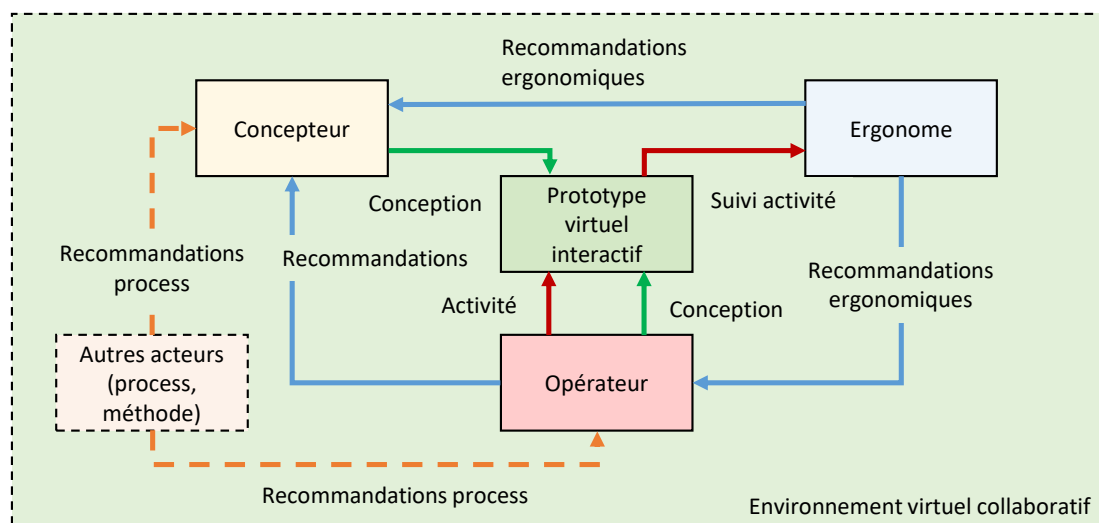 Recommandations
ergonomiques
Concepteur
Ergonome
Conception
Prototype
virtuel
interactif
Suivi activité
Recommandations
process
Recommandations
Recommandations
ergonomiques
Activité
Conception
Autres acteurs
(process,
méthode)
Opérateur
Recommandations process
Environnement virtuel collaboratif